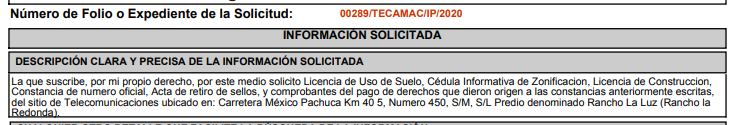 Número de Folio o Expediente de la Solicitud: 00289/TECAMAC/IP/2020
INFORMACIÓN SOLICITADA
DESCRIPCIÓN CLARA Y PRECISA DE LA INFORMACIÓN SOLICITADA
La que suscribe, por mi propio derecho, por este medio solicito Licencia de Uso de Suelo, Cédula Informativa de Zonificacion, Licencia de Construccion,
Constancia de numero oficial, Acta de retiro de sellos, y comprobantes del pago de derechos que dieron origen a las constancias anteriormente escritas,
del sitio de Telecomunicaciones ubicado en: Carretera México Pachuca Km 40 5, Numero 450, S/M, S/L Predio denominado Rancho La Luz (Rancho la
Redonda).